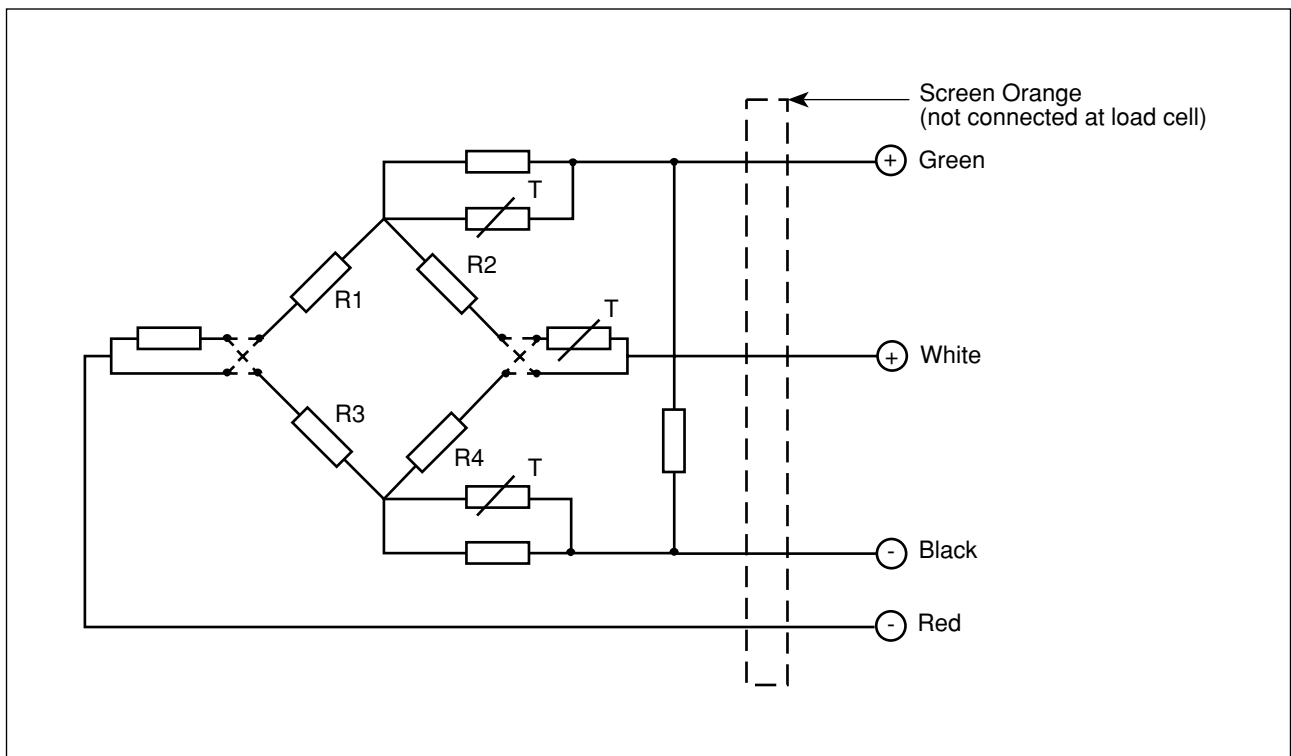 Screen Orange
(not connected at load cell)
+ Green
T
R2
R1
T
+ White
R3
R4
T
- Black
- Red